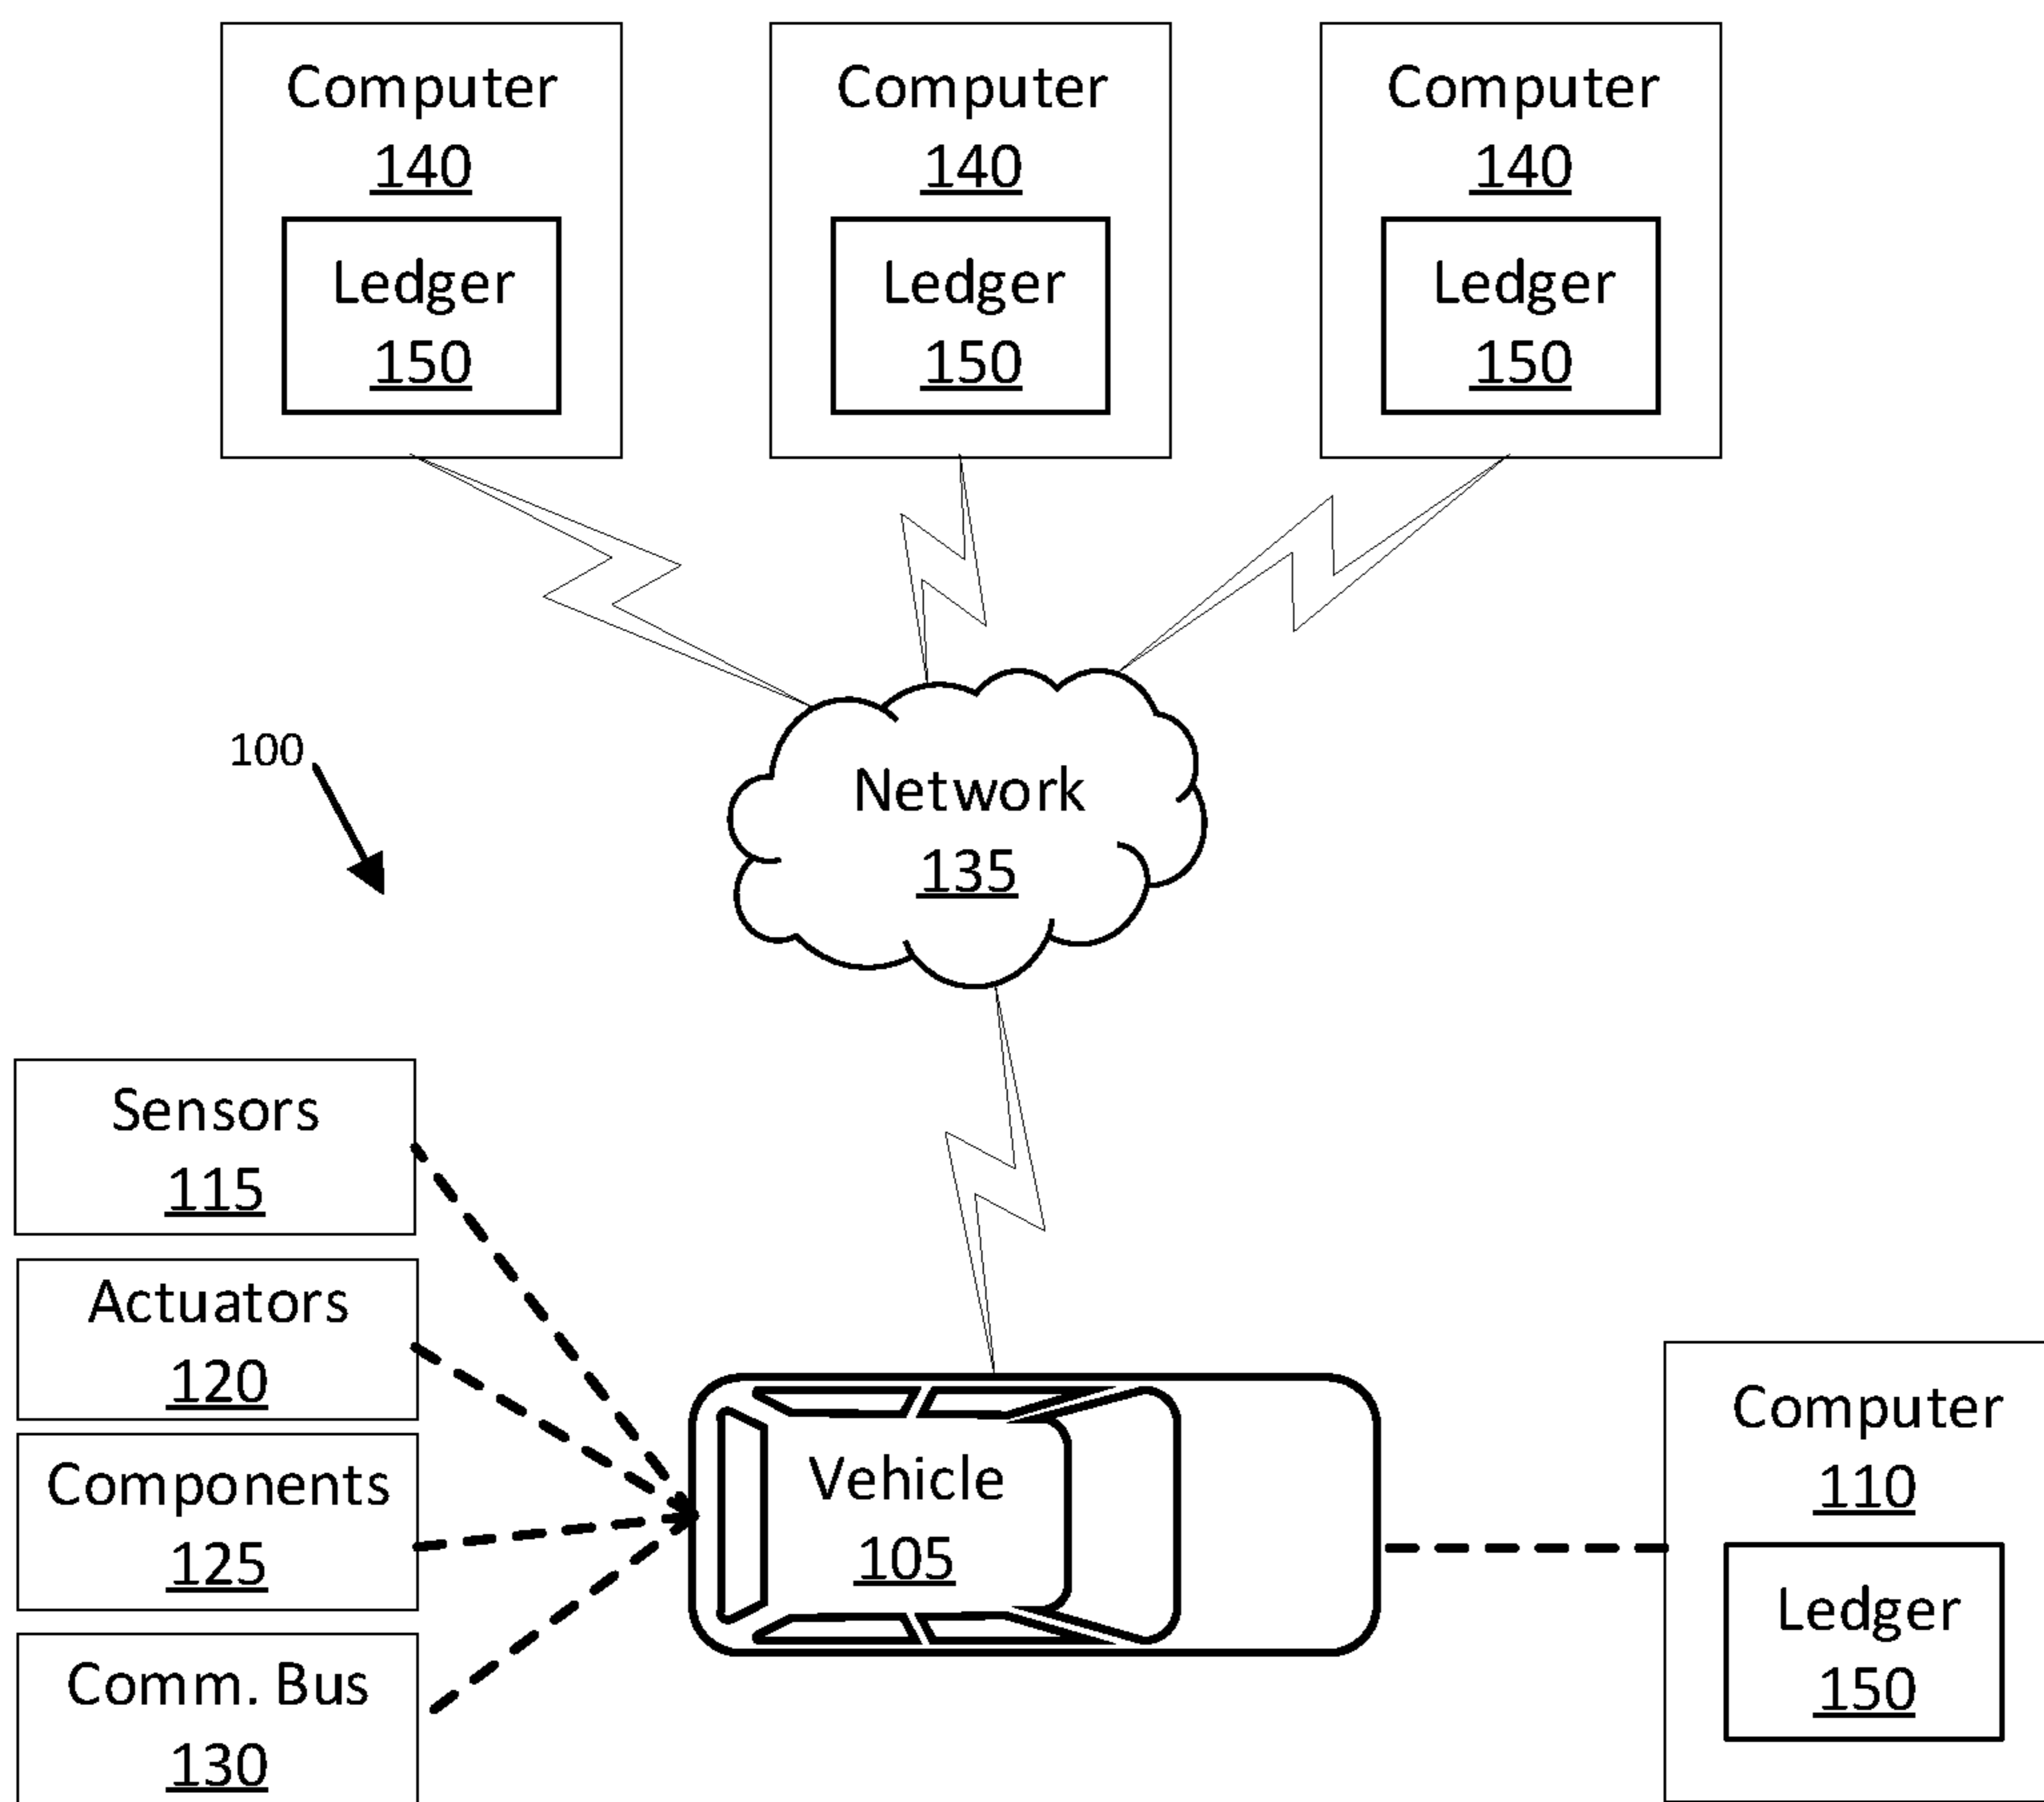 Computer
140
Ledger
150
Computer
140
Ledger
150
Computer
140
Ledger
150
100
Network
135
Sensors
115
Actuators
120
Components
125
Comm. Bus
130
Vehicle
105
Computer
110
Ledger
150